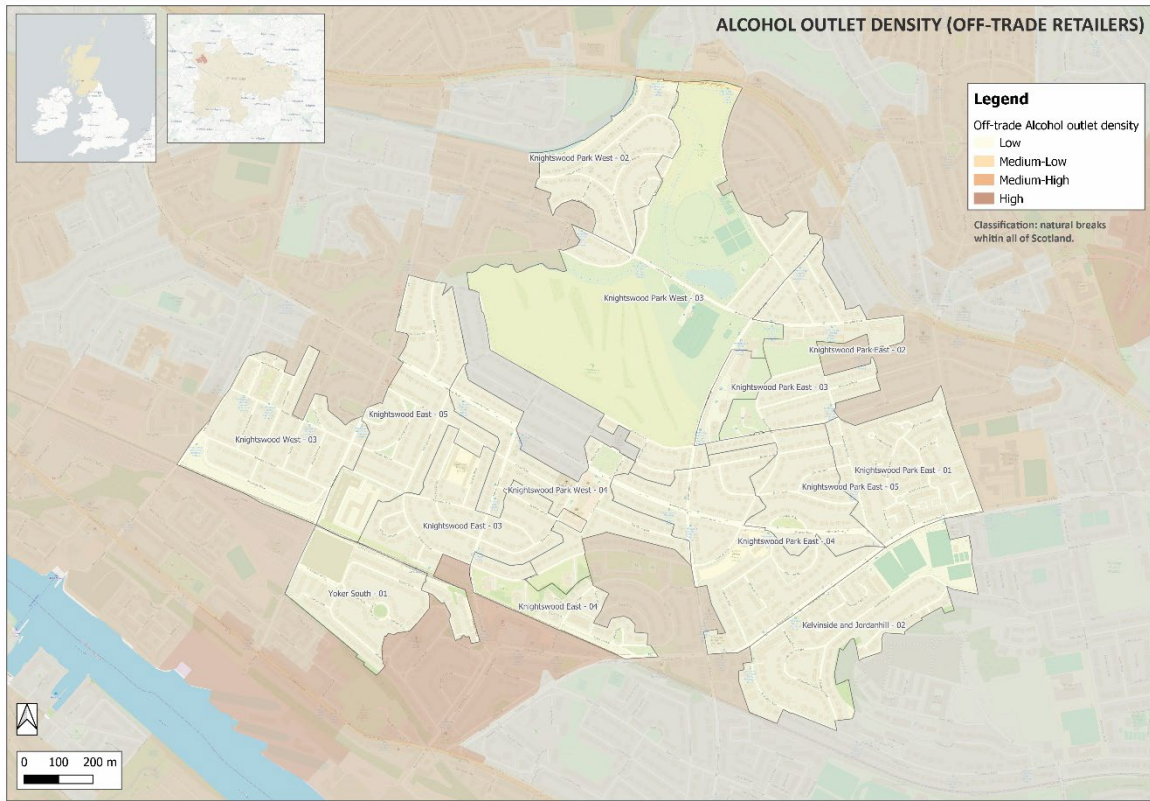 ALCOHOL OUTLET DENSITY (OFF-TRADE RETAILERS)
Legend
Off-trade Alcohol outlet density
Low
Medium-Low
Medium-High
High
Classification: natural breaks
whitin all of Scotland.
Knightswood Park West - 02
Knightswood Park West - 03
Knightswood Park East - 02
Knightswood Park East - 03
Knightswood East - 05
Knightswood West - 03
Knightswood Park East - 01
Knightswood Park East - 05
Knightswood Park West - 04
Knightswood East - 03
Knightswood Park East - 04
Yoker South - 01
Knightswood East - 04
Kelvinside and Jordanhill - 02
0 100 200 m